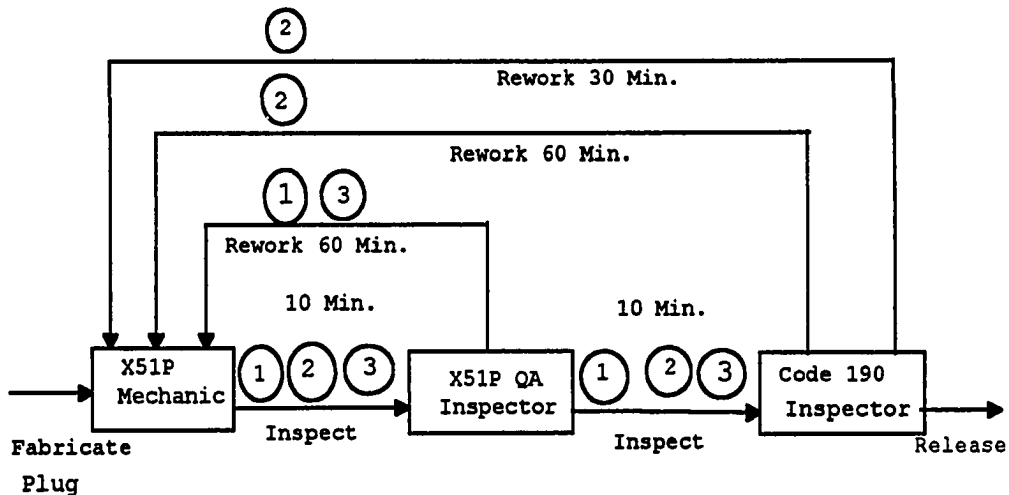 2
Rework 30 Min.
2
Rework 60 Min.
1 3
Rework 60 Min.
10 Min.
10 Min.
X51P
Mechanic
1 2 3
Inspect
X51P QA
Inspector
1 2 3
Inspect
Code 190
Inspector
Release
Fabricate
Plug